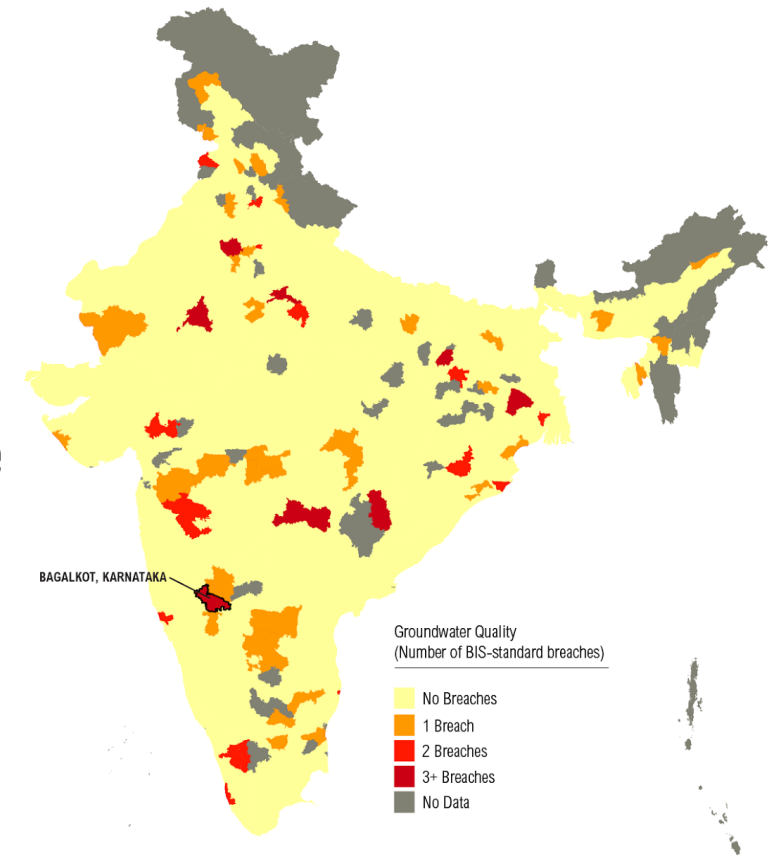 BAGALKOT, KARNATAKA
Groundwater Quality
(Number of BIS-standard breaches)
No Breaches
1 Breach
2 Breaches
3+ Breaches
No Data